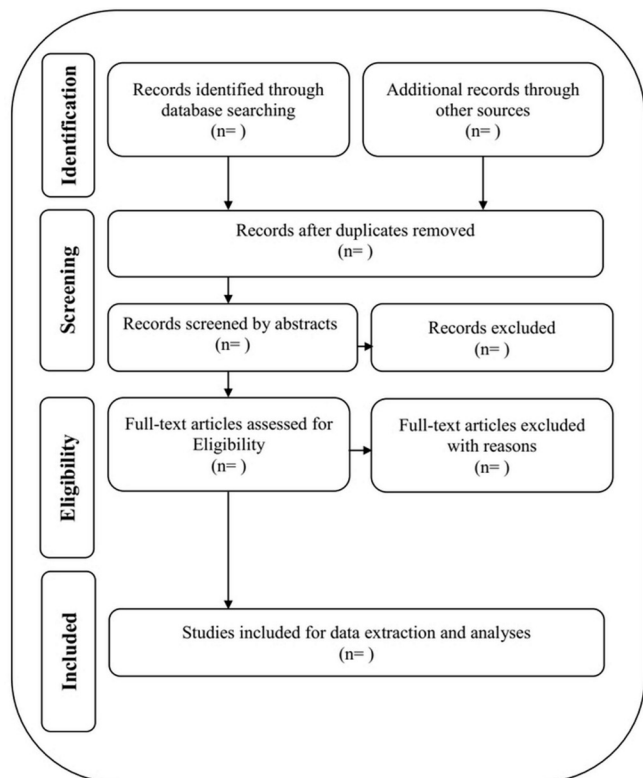 Identification
Records identified through
database searching
(n= )
Additional records through
other sources
(n= )
Screening
Records after duplicates removed
(n= )
Records screened by abstracts
(n= )
Records excluded
(n= )
Eligibility
Full-text articles assessed for
Eligibility
(n= )
Full-text articles excluded
with reasons
(n= )
Included
Studies included for data extraction and analyses
(n= )